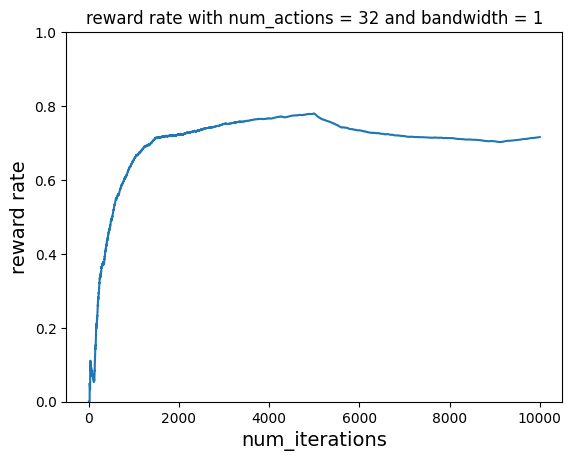 reward rate with num_actions = 32 and bandwidth = 1
1.0
0.8
0.6
0.4
0.2
0.0
reward rate
0 2000 4000 6000 8000 10000
num_iterations